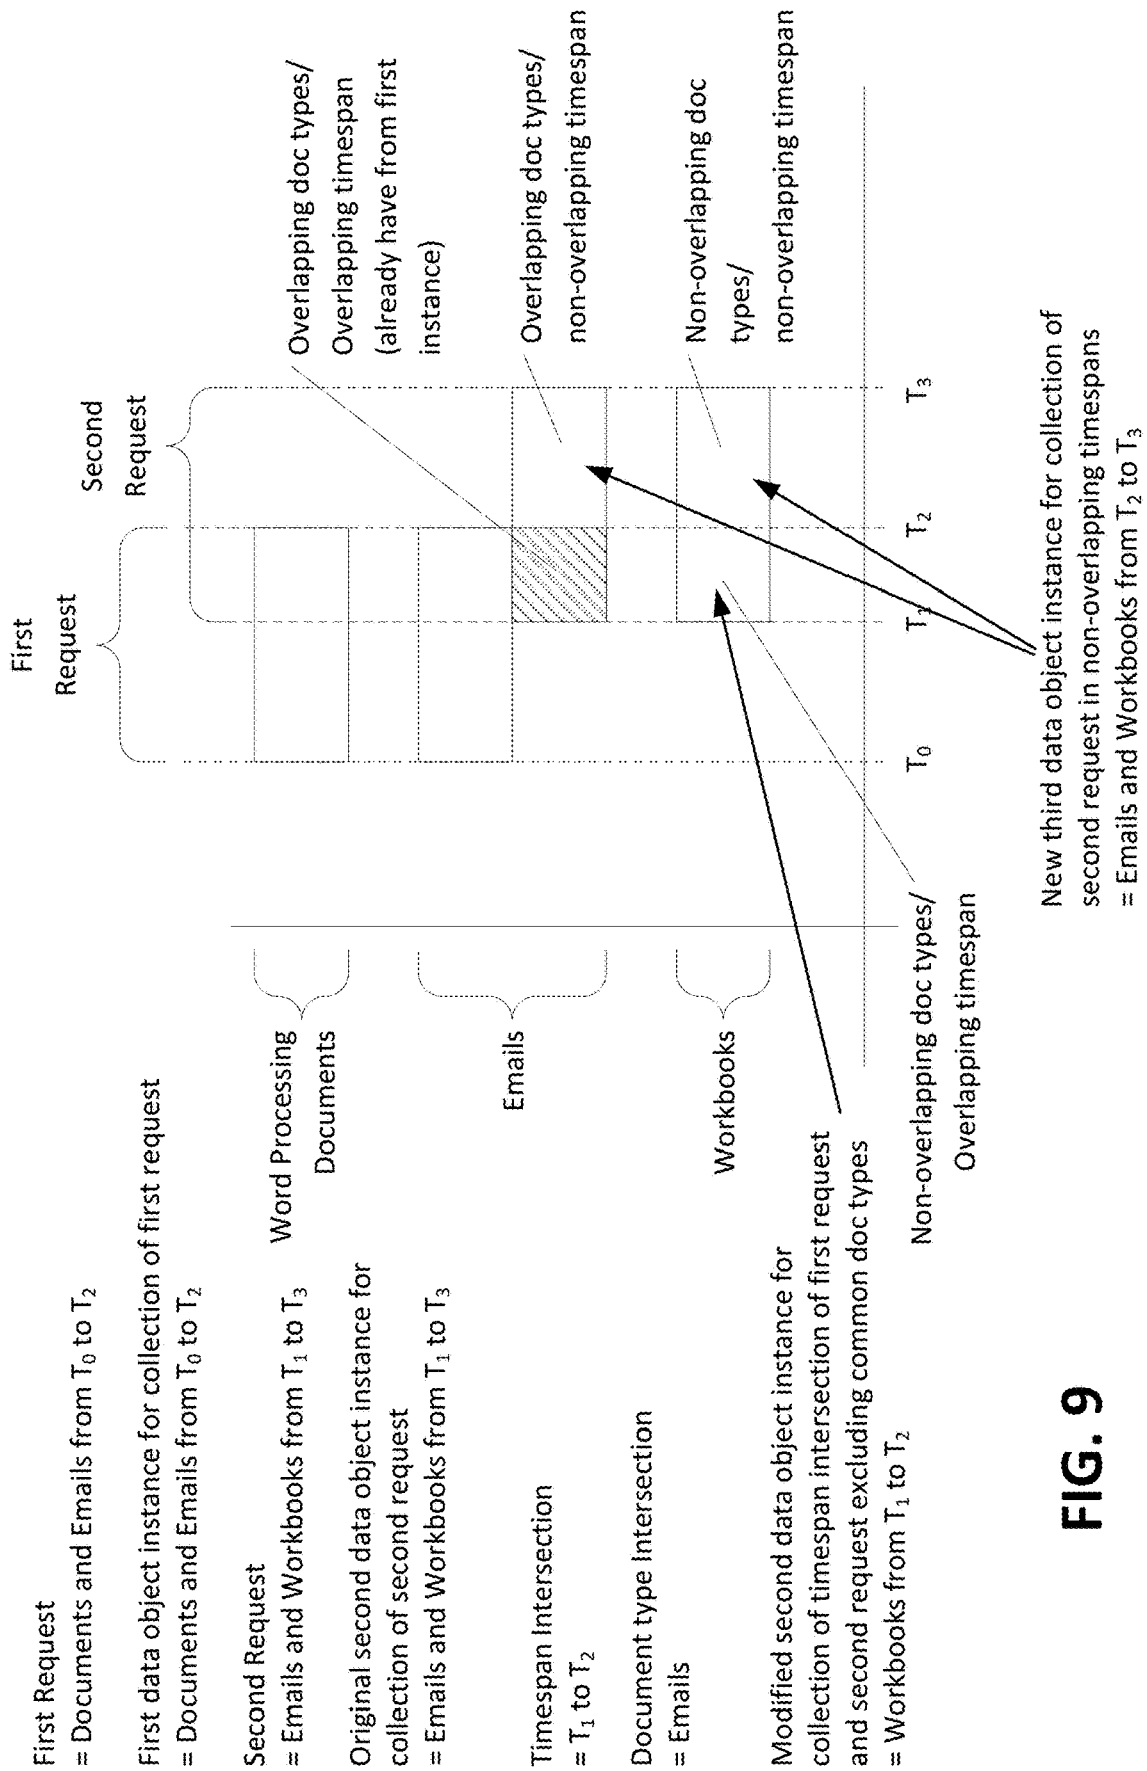 First Request
= Documents and Emails from T₀ to T₂
First data object instance for collection of first request
= Documents and Emails from T₀ to T₂
Second Request
= Emails and Workbooks from T₁ to T₃
Original second data object instance for
collection of second request
= Emails and Workbooks from T₁ to T₃
Timespan Intersection
= T₁ to T₂
Document type Intersection
= Emails
Modified second data object instance for
collection of timespan intersection of first request
and second request excluding common doc types
= Workbooks from T₁ to T₂
First
Request
Second
Request
Word Processing
Documents
Emails
Workbooks
Overlapping doc types/
Overlapping timespan
(already have from first
instance)
Overlapping doc types/
non-overlapping timespan
Non-overlapping doc
types/
non-overlapping timespan
T₀
T₁
T₂
T₃
Non-overlapping doc types/
Overlapping timespan
New third data object instance for collection of
second request in non-overlapping timespans
= Emails and Workbooks from T₂ to T₃
FIG. 9